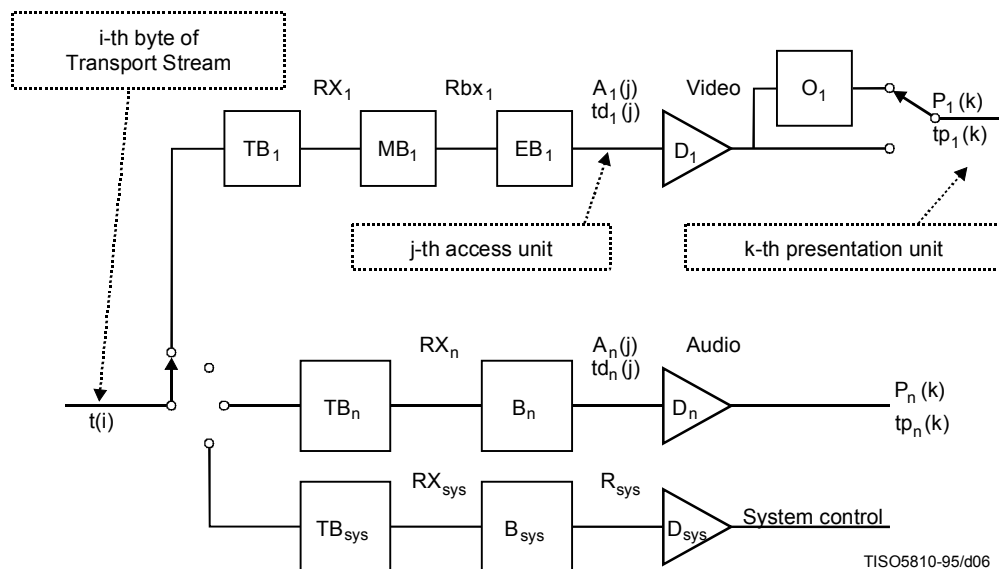 i-th byte of
Transport Stream
RX₁
Rbx₁
A₁(j)
td₁(j)
Video
O₁
P₁(k)
tp₁(k)
TB₁
MB₁
EB₁
D₁
j-th access unit
k-th presentation unit
t(i)
RXₙ
Aₙ(j)
tdₙ(j)
Audio
TBₙ
Bₙ
Dₙ
Pₙ(k)
tpₙ(k)
RXsys
Rsys
TBsys
Bsys
Dsys
System control
TISO5810-95/d06